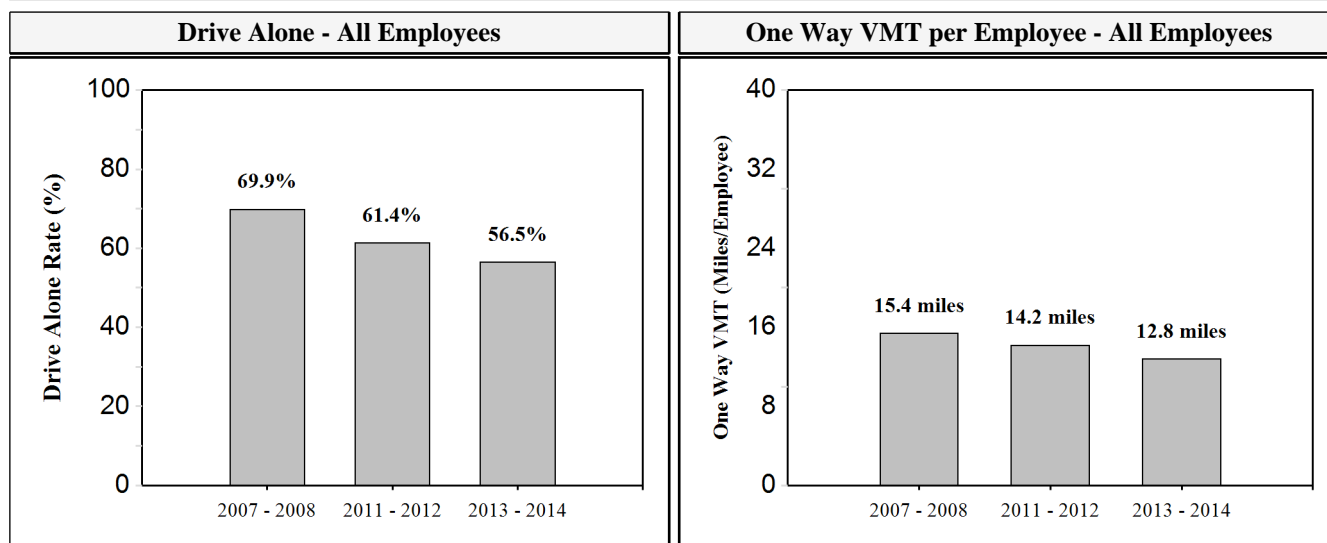 Drive Alone - All Employees
One Way VMT per Employee - All Employees
Drive Alone Rate (%)
100
80
60
40
20
0
69.9%
61.4%
56.5%
2007 - 2008
2011 - 2012
2013 - 2014
One Way VMT (Miles/Employee)
40
32
24
16
8
0
15.4 miles
14.2 miles
12.8 miles
2007 - 2008
2011 - 2012
2013 - 2014